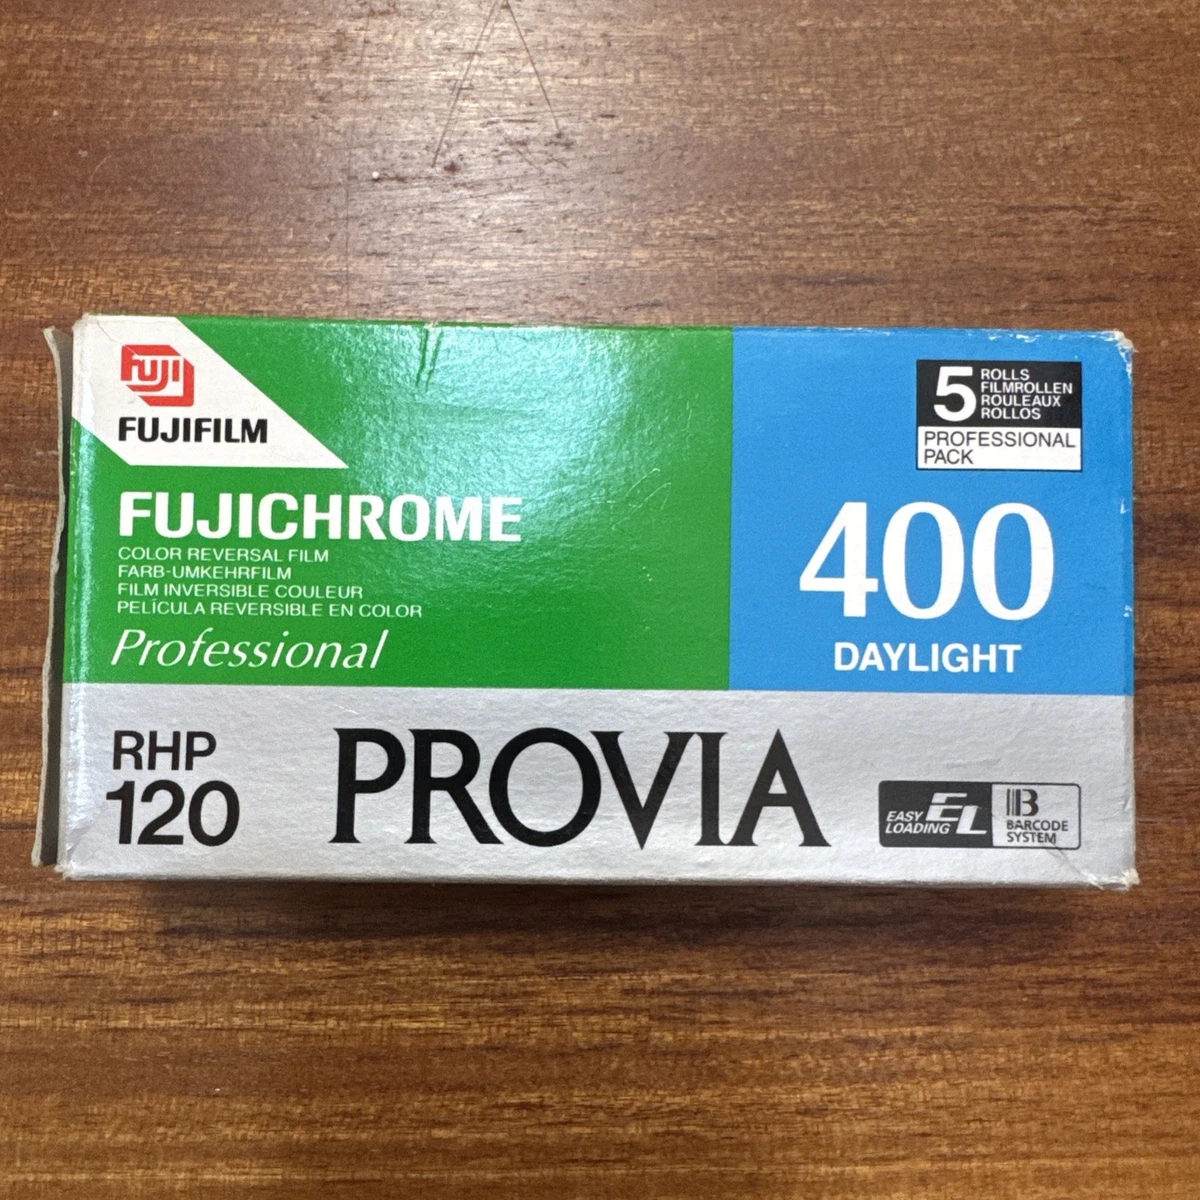 FUJI
FUJIFILM
5 ROLLS
FILMROLLEN
ROULEAUX
ROLLOS
PROFESSIONAL
PACK
FUJICHROME
COLOR REVERSAL FILM
FARB-UMKEHRFILM
FILM INVERSIBLE COULEUR
PELÍCULA REVERSIBLE EN COLOR
Professional
400
DAYLIGHT
RHP
120
PROVIA
EASY
LOADING
EL
B
BARCODE
SYSTEM